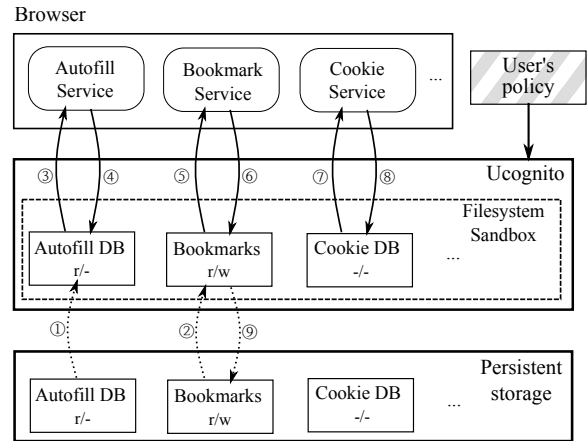 Browser
Autofill
Service
Bookmark
Service
Cookie
Service
...
User's
policy
③
④
⑤
⑥
⑦
⑧
Ucognito
Filesystem
Sandbox
Autofill DB
r/-
Bookmarks
r/w
Cookie DB
-/-
...
①
②
⑨
Persistent
storage
Autofill DB
r/-
Bookmarks
r/w
Cookie DB
-/-
...